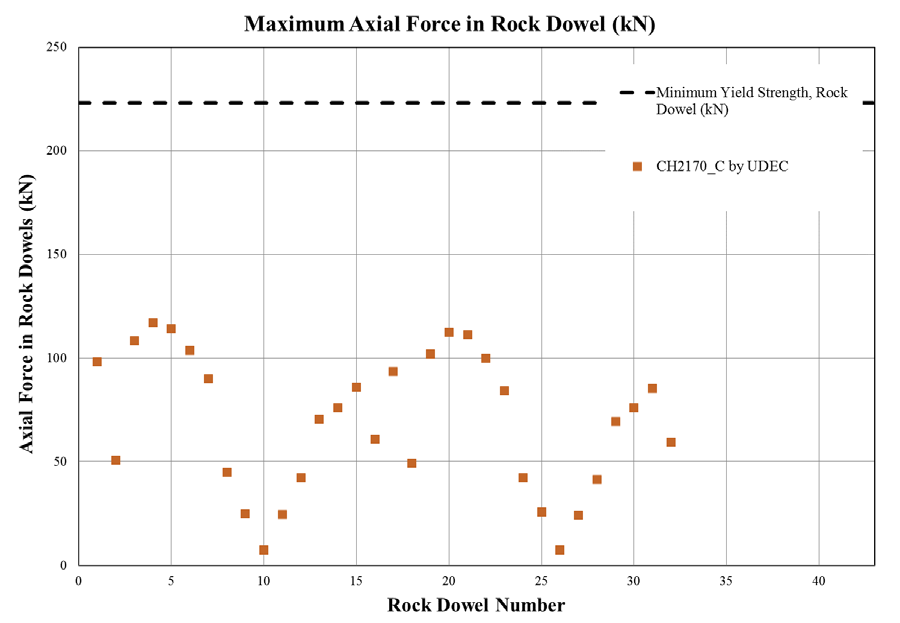 Maximum Axial Force in Rock Dowel (kN)
250
200
150
100
50
0
Axial Force in Rock Dowels (kN)
Minimum Yield Strength, Rock
Dowel (kN)
CH2170_C by UDEC
0 5 10 15 20 25 30 35 40
Rock Dowel Number